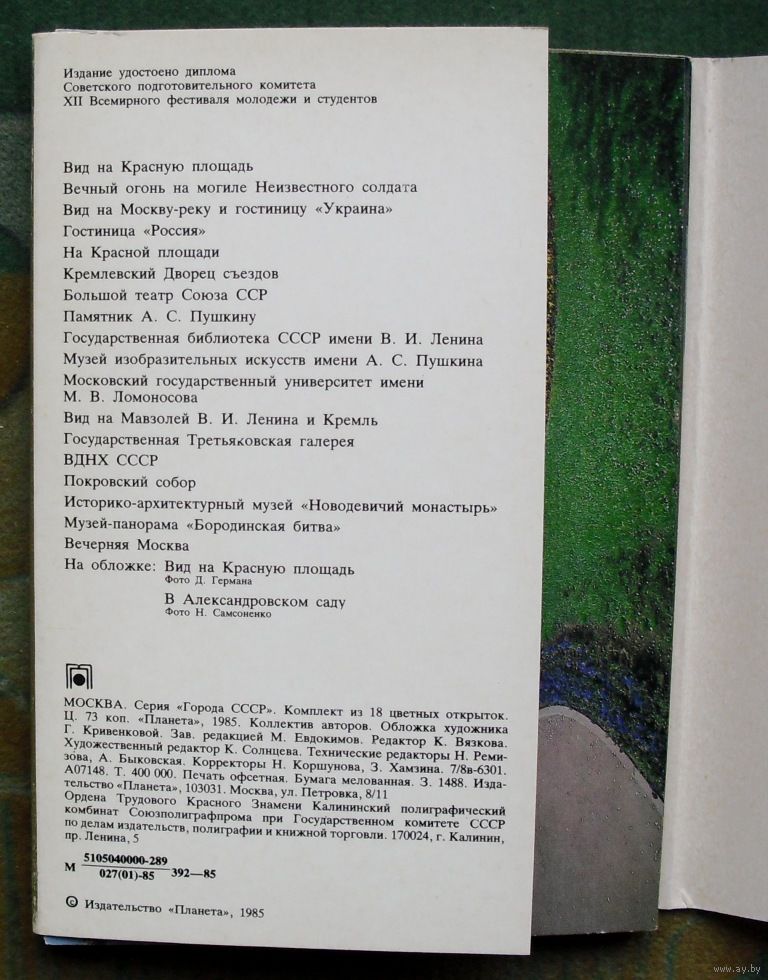 Издание удостоено диплома
Советского подготовительного комитета
XII Всемирного фестиваля молодежи и студентов
Вид на Красную площадь
Вечный огонь на могиле Неизвестного солдата
Вид на Москву-реку и гостиницу «Украина»
Гостиница «Россия»
На Красной площади
Кремлевский Дворец съездов
Большой театр Союза ССР
Памятник А. С. Пушкину
Государственная библиотека СССР имени В. И. Ленина
Музей изобразительных искусств имени А. С. Пушкина
Московский государственный университет имени
М. В. Ломоносова
Вид на Мавзолей В. И. Ленина и Кремль
Государственная Третьяковская галерея
ВДНХ СССР
Покровский собор
Историко-архитектурный музей «Новодевичий монастырь»
Музей-панорама «Бородинская битва»
Вечерняя Москва
На обложке: Вид на Красную площадь
Фото Д. Германа
В Александровском саду
Фото Н. Самсоненко
МОСКВА. Серия «Города СССР». Комплект из 18 цветных открыток.
Ц. 73 коп. «Планета», 1985. Коллектив авторов. Обложка художника
Г. Кривенковой. Зав. редакцией М. Евдокимов. Редактор К. Вязкова.
Художественный редактор К. Солнцева. Технические редакторы Н. Реми-
зова, А. Быковская. Корректоры Н. Коршунова, З. Хамзина. 7/8в-6301.
А07148. Т. 400 000. Печать офсетная. Бумага мелованная. З. 1488. Изда-
тельство «Планета», 103031. Москва, ул. Петровка, 8/11
Ордена Трудового Красного Знамени Калининский полиграфический
комбинат Союзполиграфпрома при Государственном комитете СССР
по делам издательств, полиграфии и книжной торговли. 170024, г. Калинин,
пр. Ленина, 5
М 5105040000-289
027(01)-85 392—85
© Издательство «Планета», 1985
www.ay.by